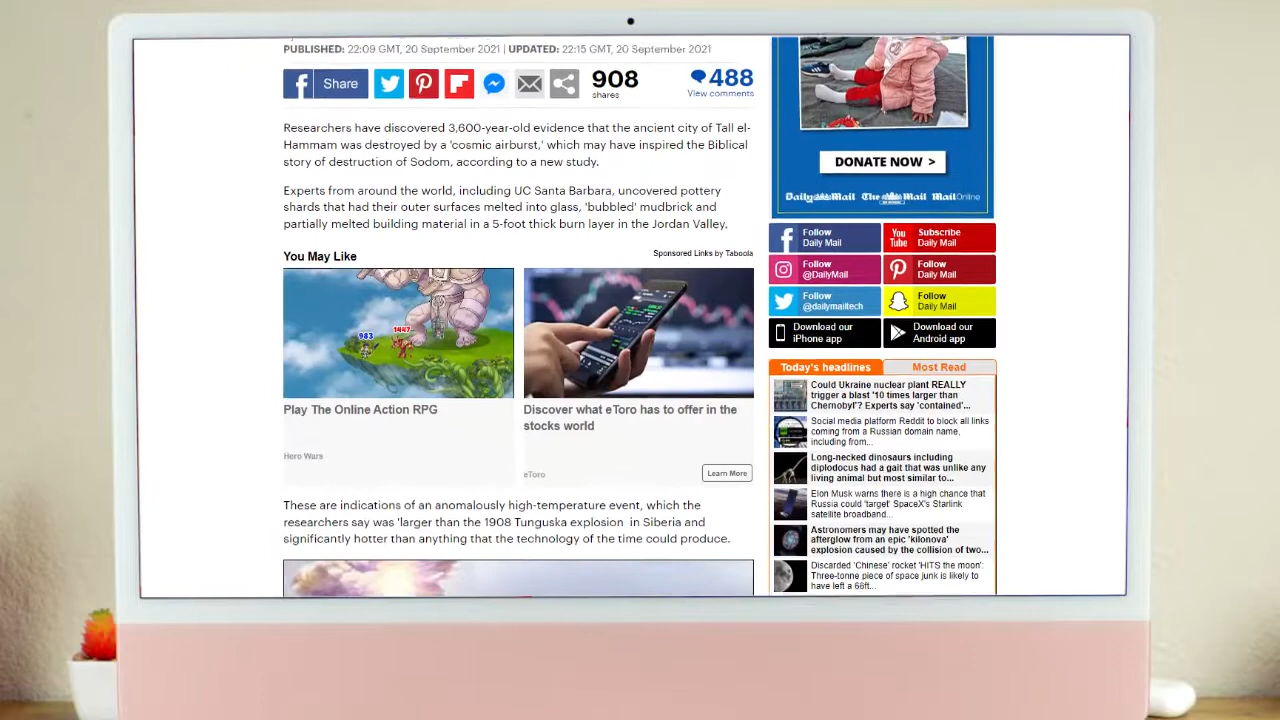 PUBLISHED: 22:09 GMT, 20 September 2021 | UPDATED: 22:15 GMT, 20 September 2021
Share
908
shares
488
View comments
Researchers have discovered 3,600-year-old evidence that the ancient city of Tall el-
Hammam was destroyed by a 'cosmic airburst,' which may have inspired the Biblical
story of destruction of Sodom, according to a new study.
Experts from around the world, including UC Santa Barbara, uncovered pottery
shards that had their outer surfaces melted into glass, 'bubbled' mudbrick and
partially melted building material in a 5-foot thick burn layer in the Jordan Valley.
You May Like
Sponsored Links by Taboola
983
1447
Play The Online Action RPG
Hero Wars
Discover what eToro has to offer in the
stocks world
eToro
Learn More
These are indications of an anomalously high-temperature event, which the
researchers say was 'larger than the 1908 Tunguska explosion in Siberia and
significantly hotter than anything that the technology of the time could produce.
DONATE NOW >
Daily Mail The Mail MailOnline
Follow
Daily Mail
You
Tube
Subscribe
Daily Mail
Follow
@DailyMail
Follow
Daily Mail
Follow
@dailymailtech
Follow
Daily Mail
Download our
iPhone app
Download our
Android app
Today's headlines
Most Read
Could Ukraine nuclear plant REALLY
trigger a blast '10 times larger than
Chernobyl'? Experts say 'contained'...
Social media platform Reddit to block all links
coming from a Russian domain name,
including from...
Long-necked dinosaurs including
diplodocus had a gait that was unlike any
living animal but most similar to...
Elon Musk warns there is a high chance that
Russia could 'target' SpaceX's Starlink
satellite broadband...
Astronomers may have spotted the
afterglow from an epic 'kilonova'
explosion caused by the collision of two...
Discarded 'Chinese' rocket 'HITS the moon':
Three-tonne piece of space junk is likely to
have left a 66ft...